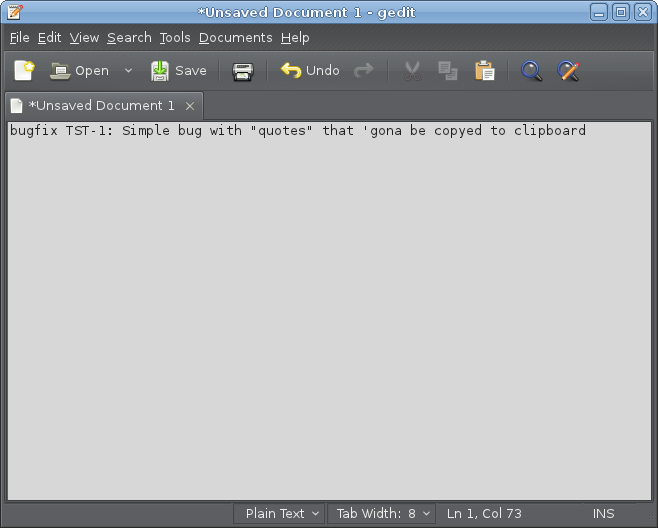 *Unsaved Document 1 - gedit
File Edit View Search Tools Documents Help
Open Save Undo
*Unsaved Document 1
bugfix TST-1: Simple bug with "quotes" that 'gona be copyed to clipboard
Plain Text Tab Width: 8 Ln 1, Col 73 INS